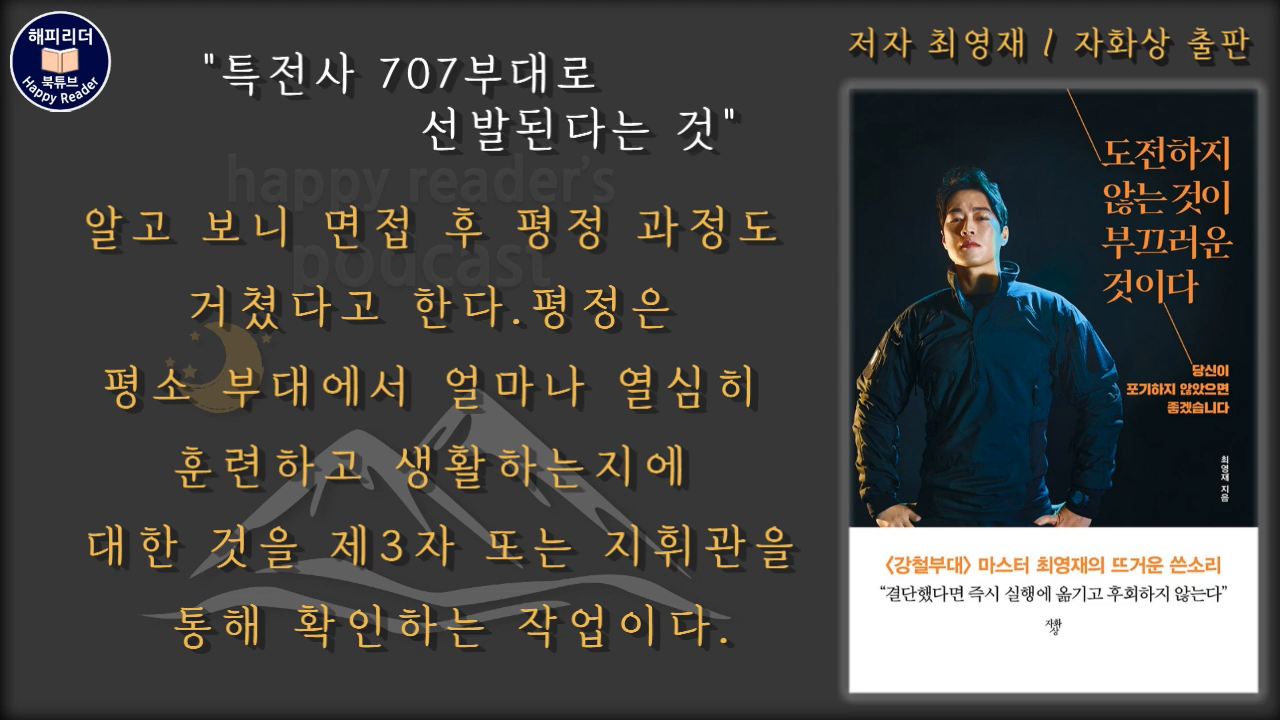 해피리더
북튜브
Happy Reader
"특전사 707부대로
선발된다는 것"
happy reader's
podcast
알고 보니 면접 후 평정 과정도
거쳤다고 한다.평정은
평소 부대에서 얼마나 열심히
훈련하고 생활하는지에
대한 것을 제3자 또는 지휘관을
통해 확인하는 작업이다.
저자 최영재 / 자화상 출판
도전하지
않는 것이
부끄러운
것이다
당신이
포기하지 않았으면
좋겠습니다
최영재 지음
<강철부대> 마스터 최영재의 뜨거운 쓴소리
“결단했다면 즉시 실행에 옮기고 후회하지 않는다”
자화상